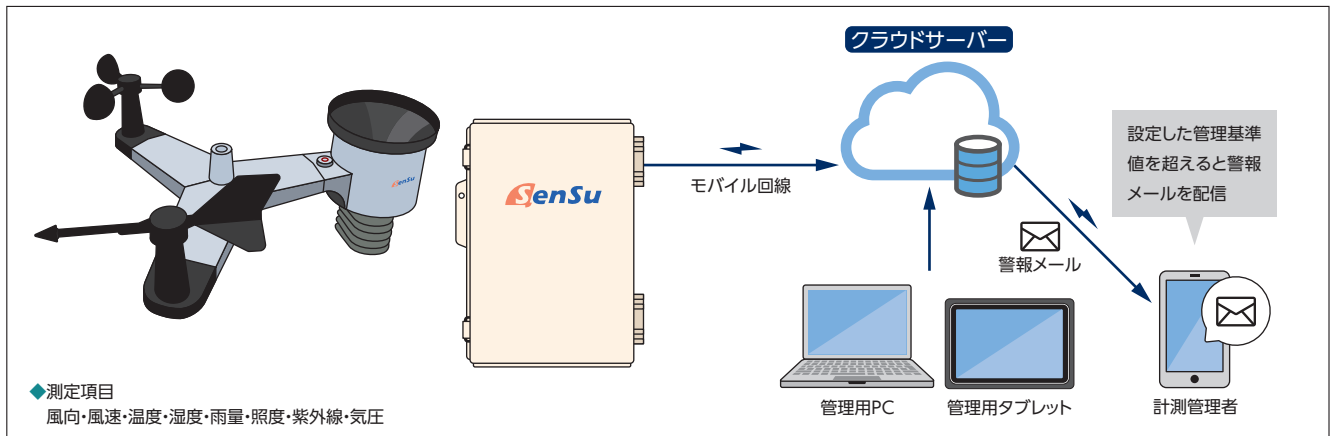 クラウドサーバー
設定した管理基準
値を超えると警報
メールを配信
SenSu
SenSu
モバイル回線
警報メール
管理用PC
管理用タブレット
計測管理者
◆測定項目
風向・風速・温度・湿度・雨量・照度・紫外線・気圧